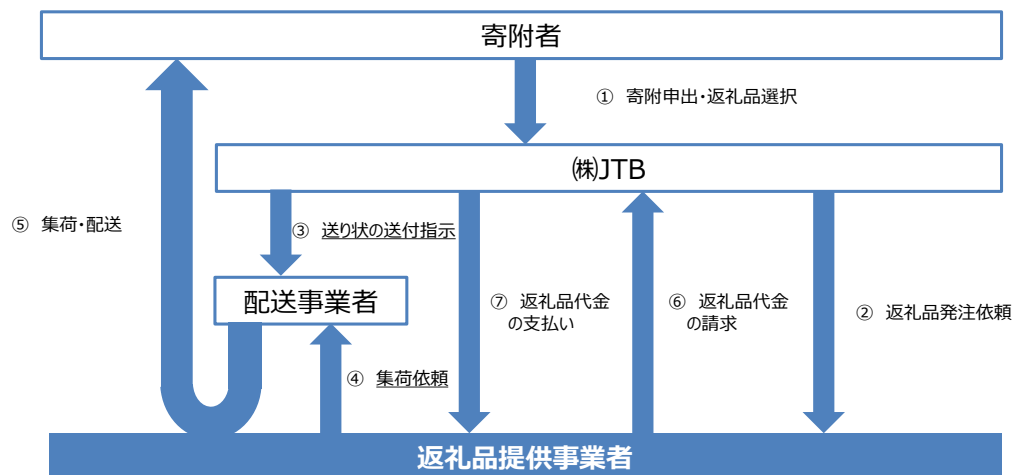 寄附者
① 寄附申出・返礼品選択
㈱JTB
⑤ 集荷・配送
③ 送り状の送付指示
配送事業者
⑦ 返礼品代金
の支払い
⑥ 返礼品代金
の請求
② 返礼品発注依頼
④ 集荷依頼
返礼品提供事業者